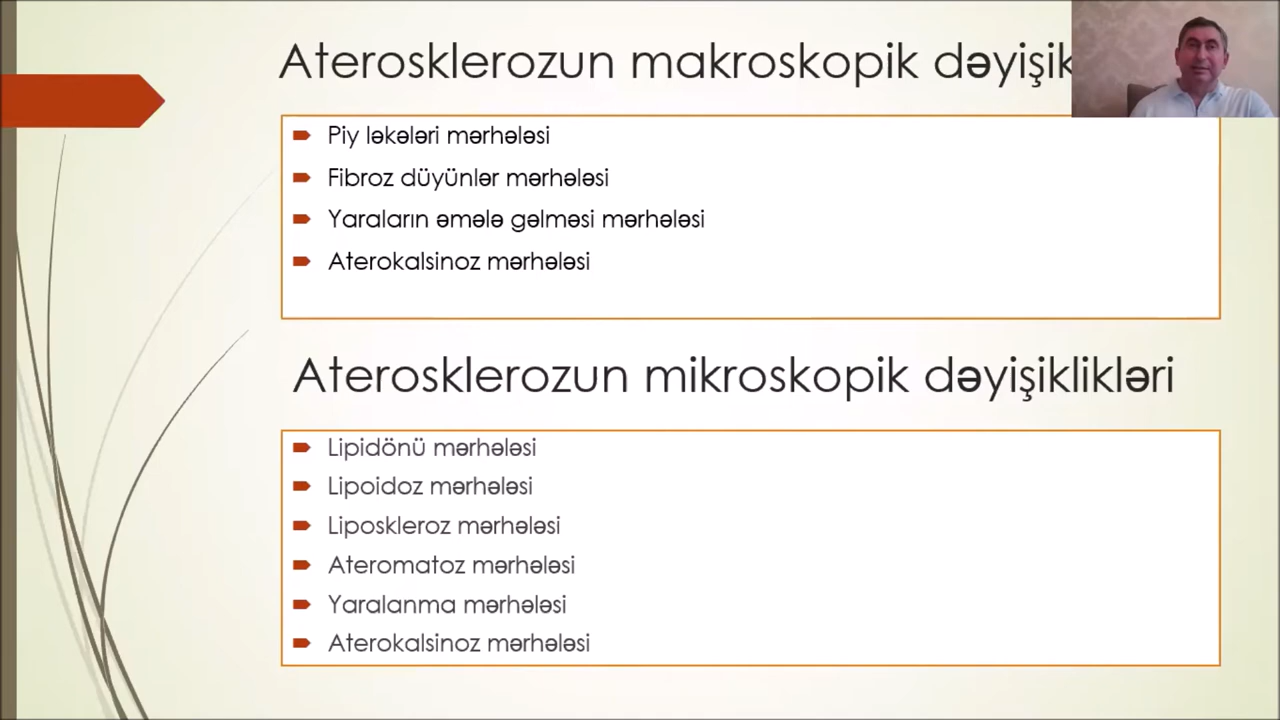 Aterosklerozun makroskopik
Piy ləkələri mərhələsi
Fibroz düyünlər mərhələsi
Yaraların əmələ gəlməsi mərhələsi
Aterokalsinoz mərhələsi
Aterosklerozun mikroskopik dəyişiklikləri
Lipidönü mərhələsi
Lipoidoz mərhələsi
Liposkleroz mərhələsi
Ateromatoz mərhələsi
Yaralanma mərhələsi
Aterokalsinoz mərhələsi